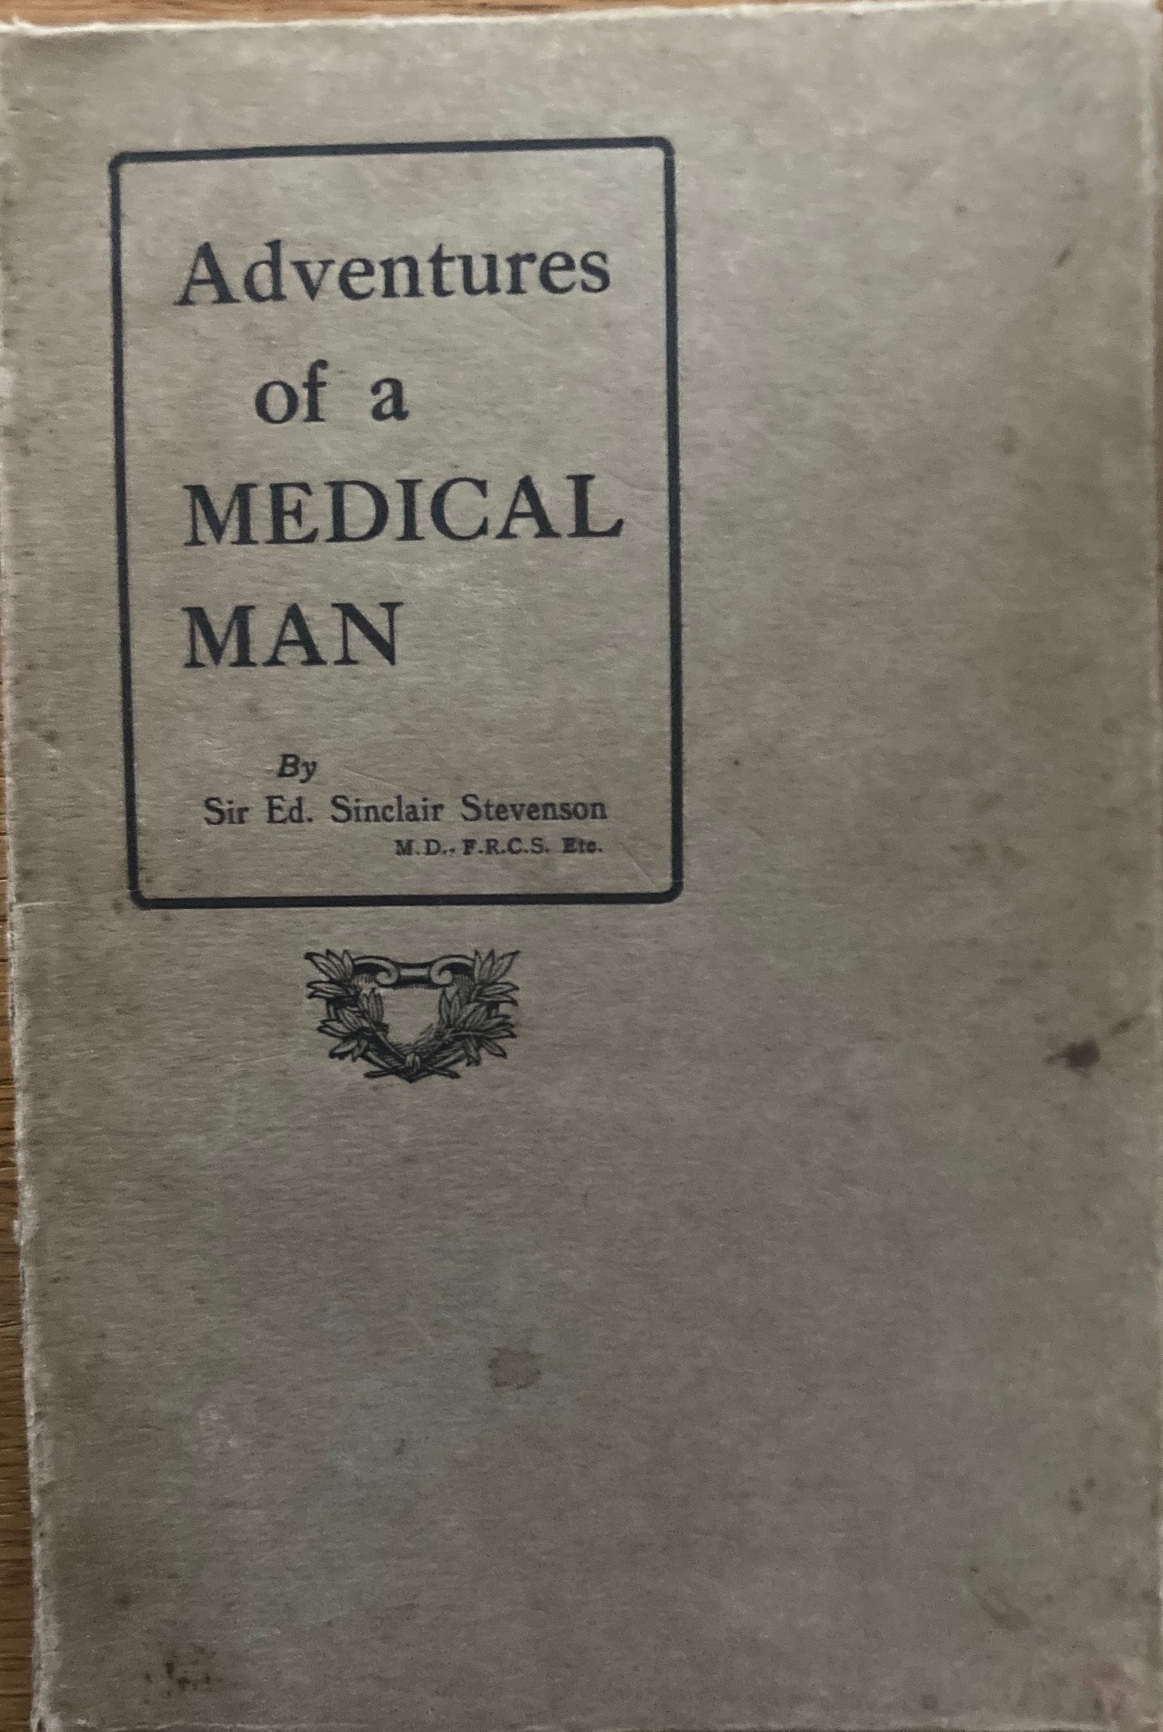 Adventures
of a
MEDICAL
MAN
By
Sir Ed. Sinclair Stevenson
M.D., F.R.C.S. Etc.